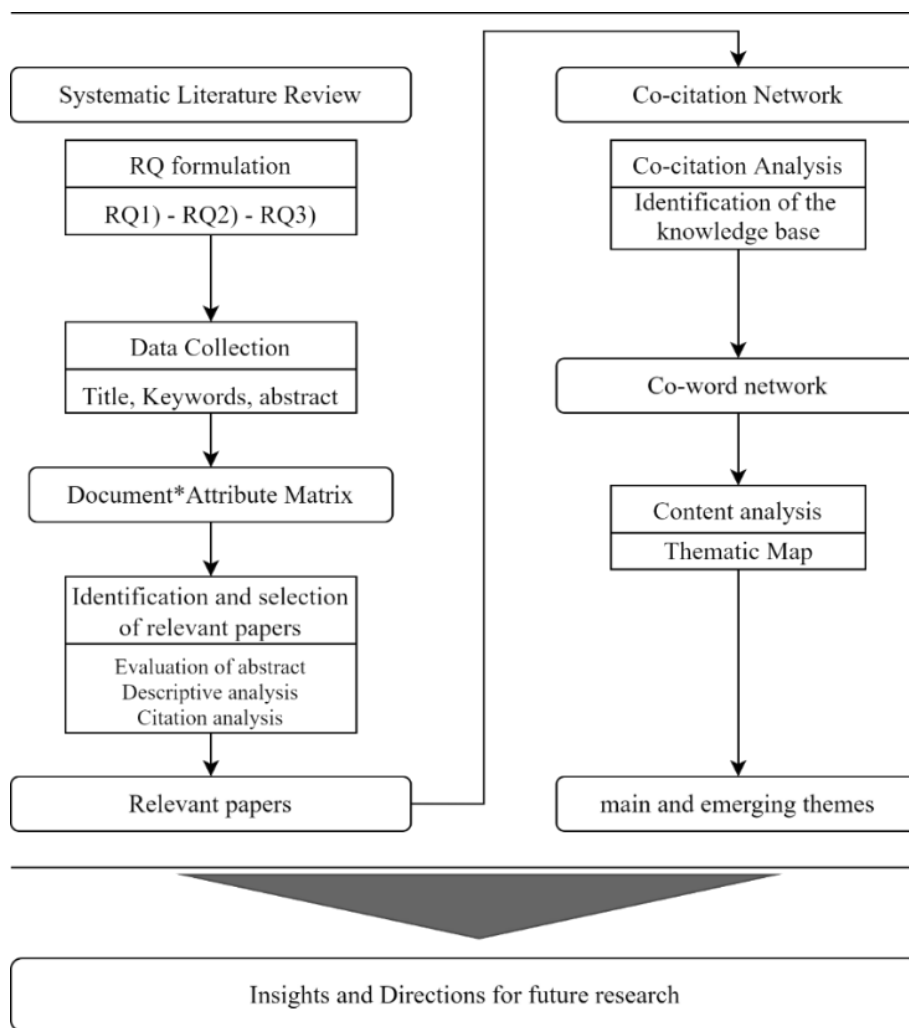 Systematic Literature Review
RQ formulation
RQ1) - RQ2) - RQ3)
Data Collection
Title, Keywords, abstract
Document*Attribute Matrix
Identification and selection
of relevant papers
Evaluation of abstract
Descriptive analysis
Citation analysis
Relevant papers
Co-citation Network
Co-citation Analysis
Identification of the
knowledge base
Co-word network
Content analysis
Thematic Map
main and emerging themes
Insights and Directions for future research